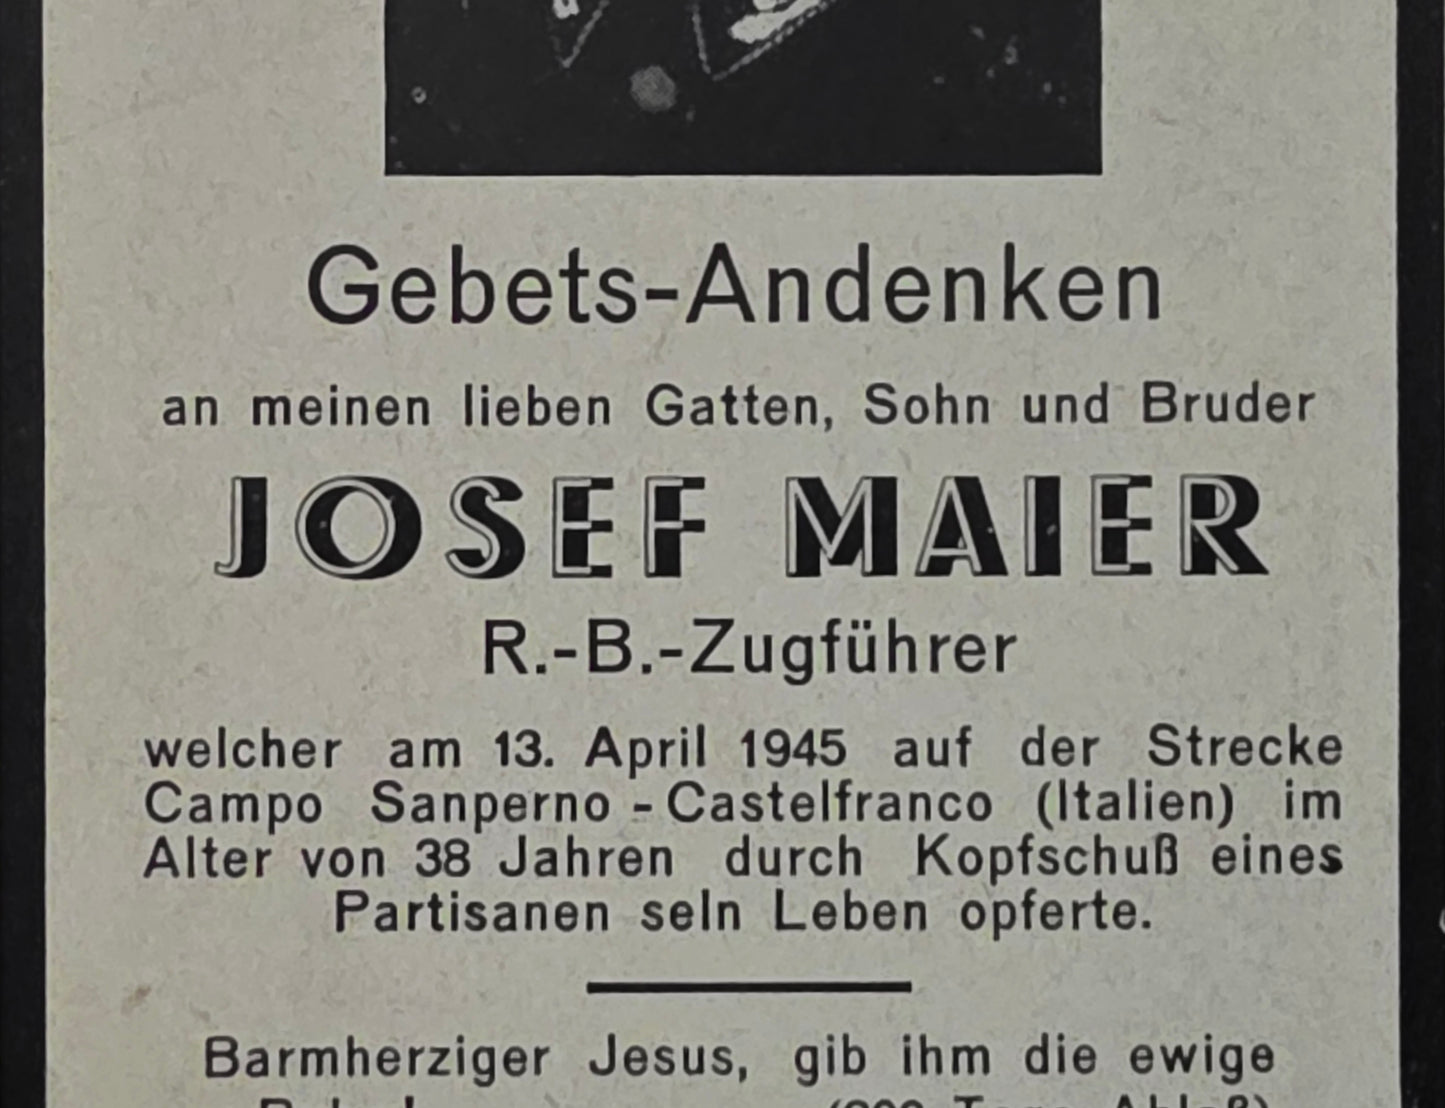 Gebets-Andenken
an meinen lieben Gatten, Sohn und Bruder
JOSEF MAIER
R.-B.-Zugführer
welcher am 13. April 1945 auf der Strecke
Campo Sanperno - Castelfranco (Italien) im
Alter von 38 Jahren durch Kopfschuß eines
Partisanen seln Leben opferte.
Barmherziger Jesus, gib ihm die ewige